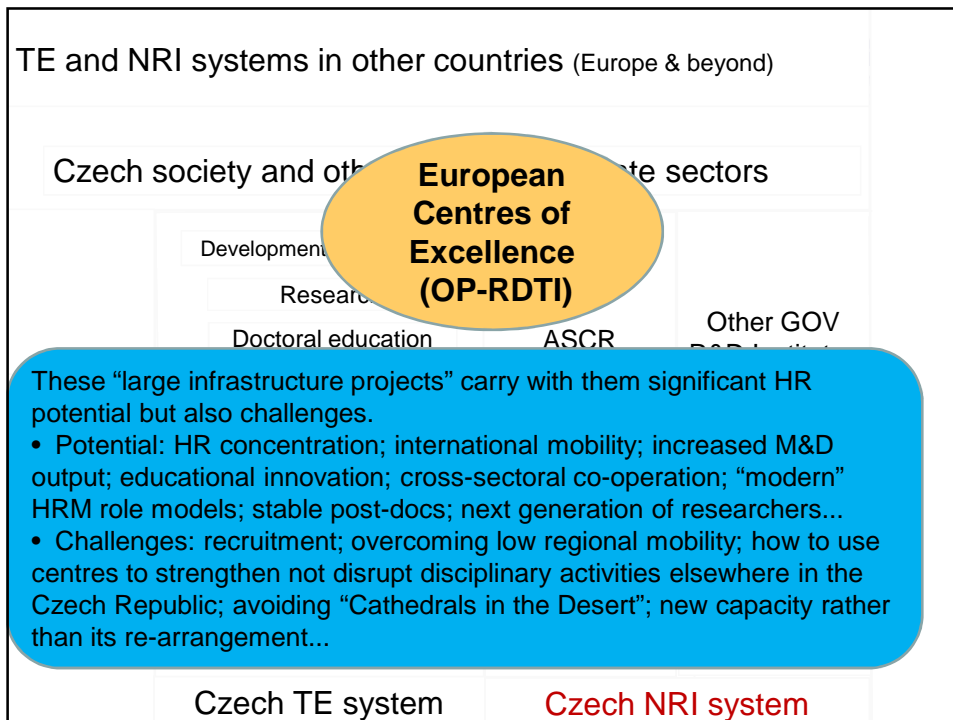 TE and NRI systems in other countries (Europe & beyond)
Czech society and oth
te sectors
European
Centres of
Excellence
(OP-RDTI)
Development
Researc
Doctoral education
ASCR
Other GOV
These “large infrastructure projects” carry with them significant HR
potential but also challenges.
• Potential: HR concentration; international mobility; increased M&D
output; educational innovation; cross-sectoral co-operation; “modern”
HRM role models; stable post-docs; next generation of researchers...
• Challenges: recruitment; overcoming low regional mobility; how to use
centres to strengthen not disrupt disciplinary activities elsewhere in the
Czech Republic; avoiding “Cathedrals in the Desert”; new capacity rather
than its re-arrangement...
Czech TE system
Czech NRI system